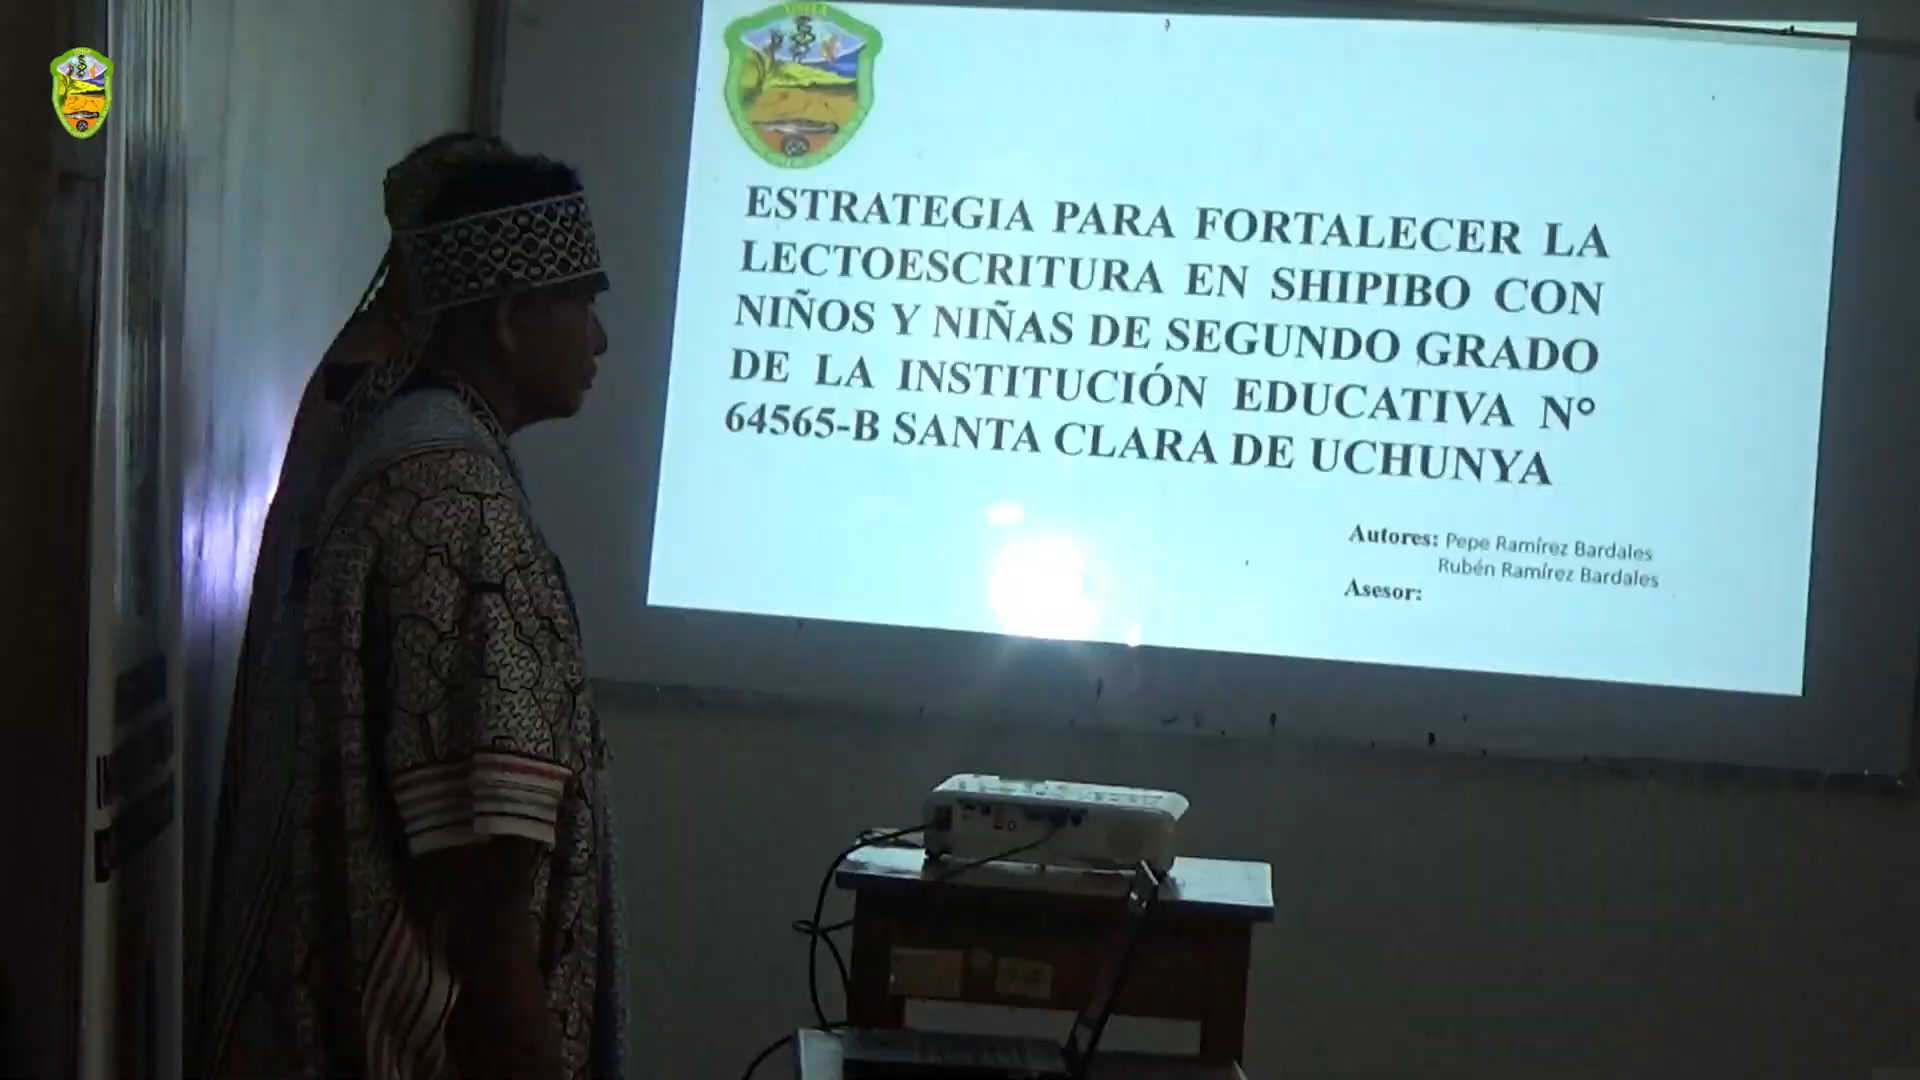 ESTRATEGIA PARA FORTALECER LA
LECTOESCRITURA EN SHIPIBO CON
NIÑOS Y NIÑAS DE SEGUNDO GRADO
DE LA INSTITUCIÓN EDUCATIVA N°
64565-B SANTA CLARA DE UCHUNYA
Autores: Pepe Ramírez Bardales
Rubén Ramírez Bardales
Asesor: